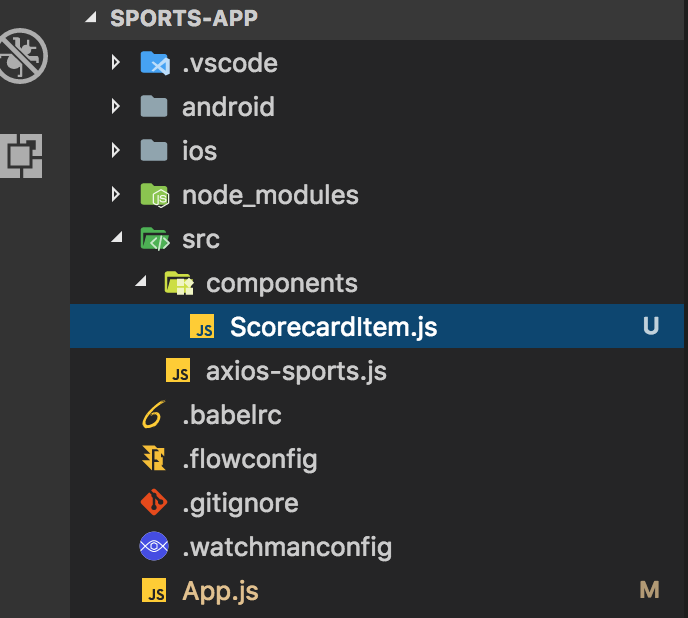 SPORTS-APP
.vscode
android
ios
node_modules
src
components
JS ScorecardItem.js U
JS axios-sports.js
.babelrc
.flowconfig
.gitignore
.watchmanconfig
JS App.js M